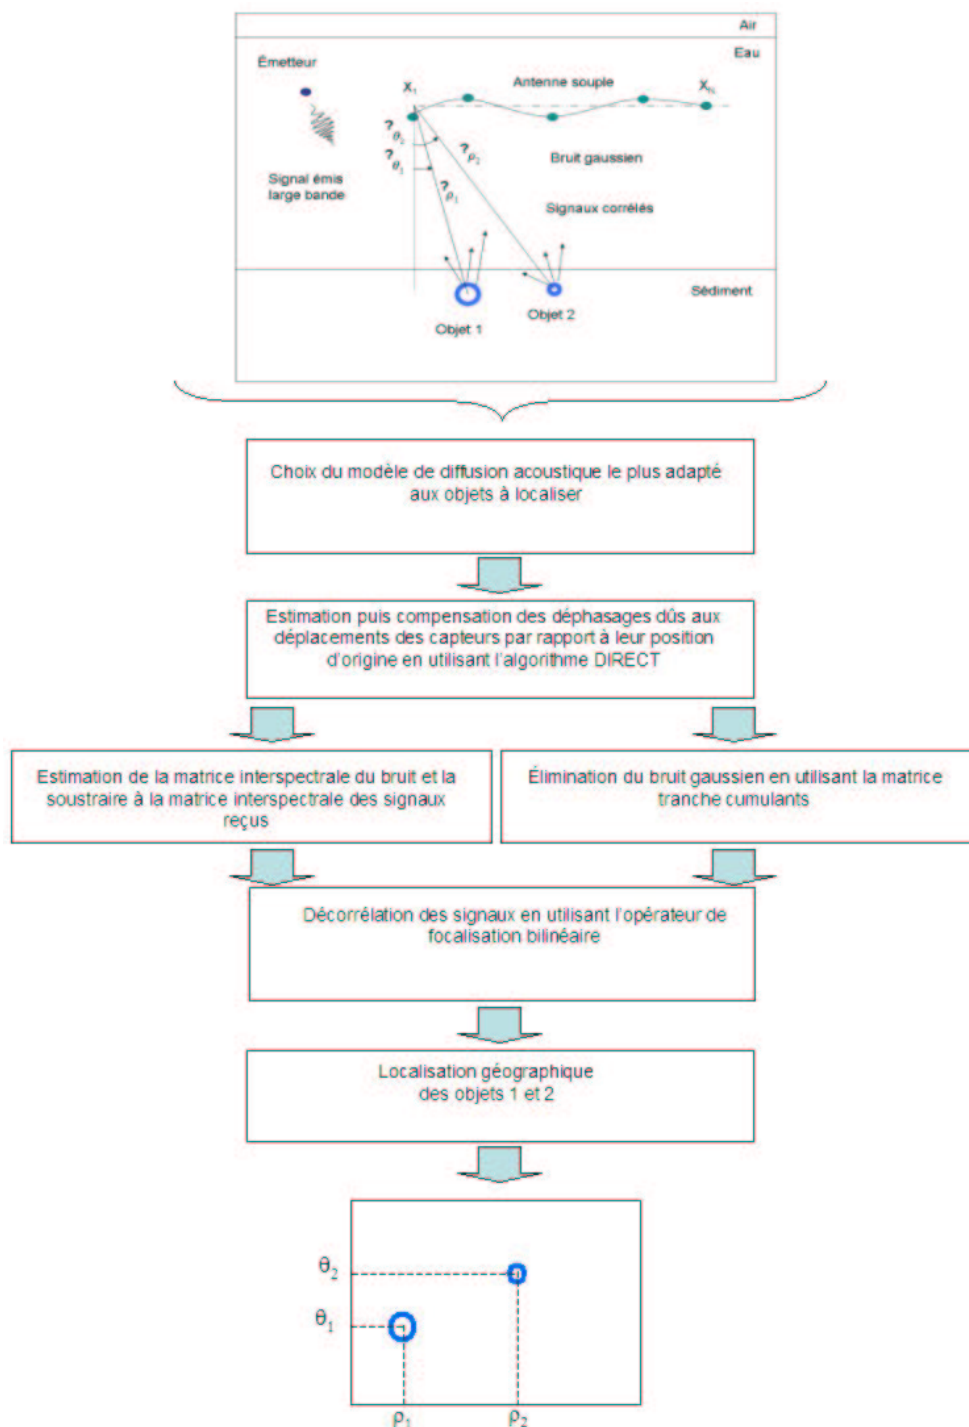 Air
Eau
Émetteur
Antenne souple
X₁
X_N
?θ₂
?ρ₂
?θ₁
?ρ₁
Bruit gaussien
Signal émis
large bande
Signaux corrélés
Sédiment
Objet 1
Objet 2
Choix du modèle de diffusion acoustique le plus adapté
aux objets à localiser
Estimation puis compensation des déphasages dûs aux
déplacements des capteurs par rapport à leur position
d'origine en utilisant l'algorithme DIRECT
Estimation de la matrice interspectrale du bruit et la
soustraire à la matrice interspectrale des signaux
reçus
Élimination du bruit gaussien en utilisant la matrice
tranche cumulants
Décorrélation des signaux en utilisant l'opérateur de
focalisation bilinéaire
Localisation géographique
des objets 1 et 2
θ₂
θ₁
ρ₁
ρ₂